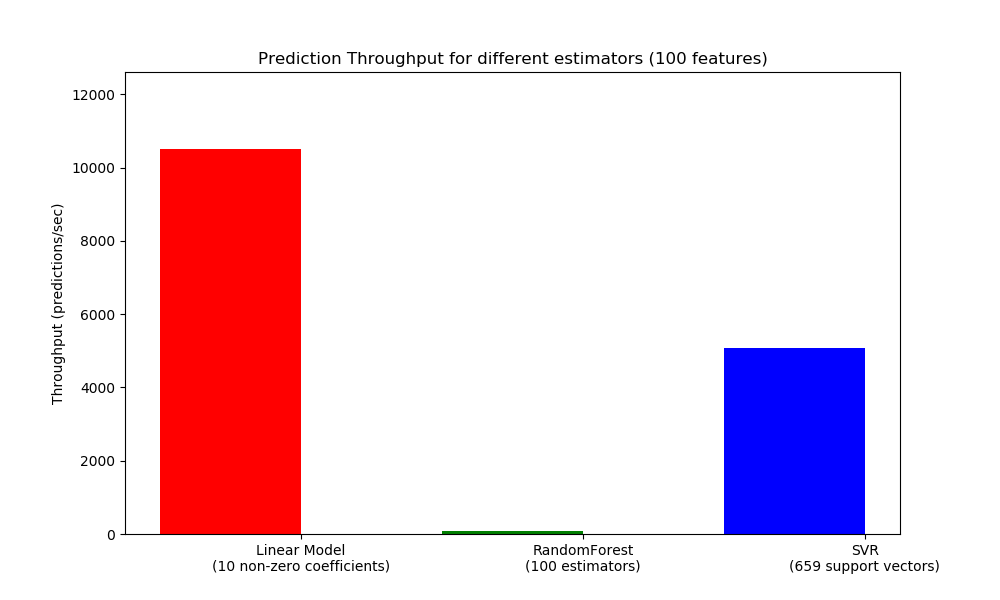 Prediction Throughput for different estimators (100 features)
Throughput (predictions/sec)
12000
10000
8000
6000
4000
2000
0
Linear Model
(10 non-zero coefficients)
RandomForest
(100 estimators)
SVR
(659 support vectors)